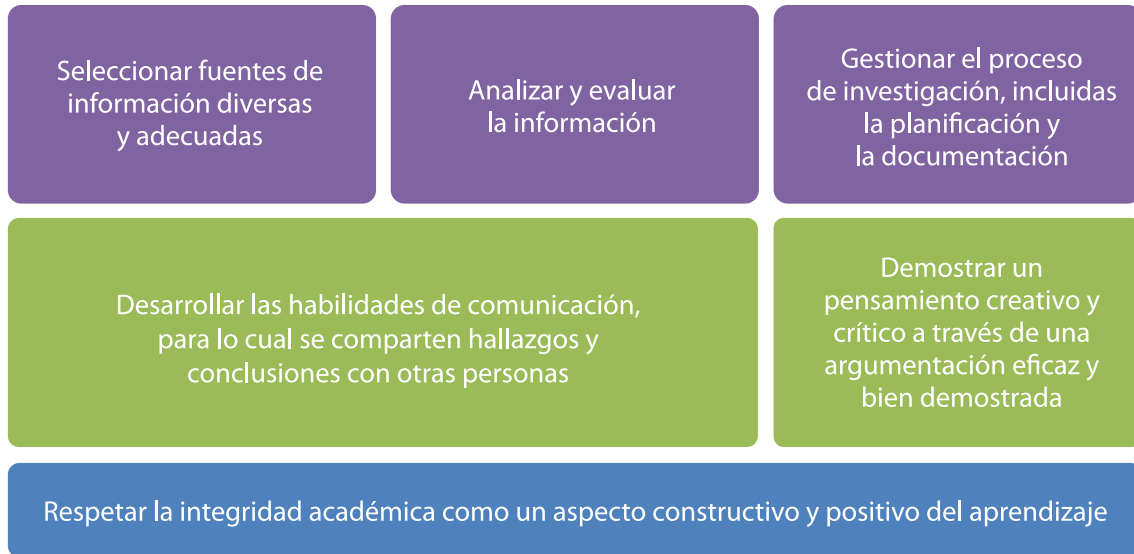 Seleccionar fuentes de
información diversas
y adecuadas
Analizar y evaluar
la información
Gestionar el proceso
de investigación, incluidas
la planificación y
la documentación
Desarrollar las habilidades de comunicación,
para lo cual se comparten hallazgos y
conclusiones con otras personas
Demostrar un
pensamiento creativo y
crítico a través de una
argumentación eficaz y
bien demostrada
Respetar la integridad académica como un aspecto constructivo y positivo del aprendizaje